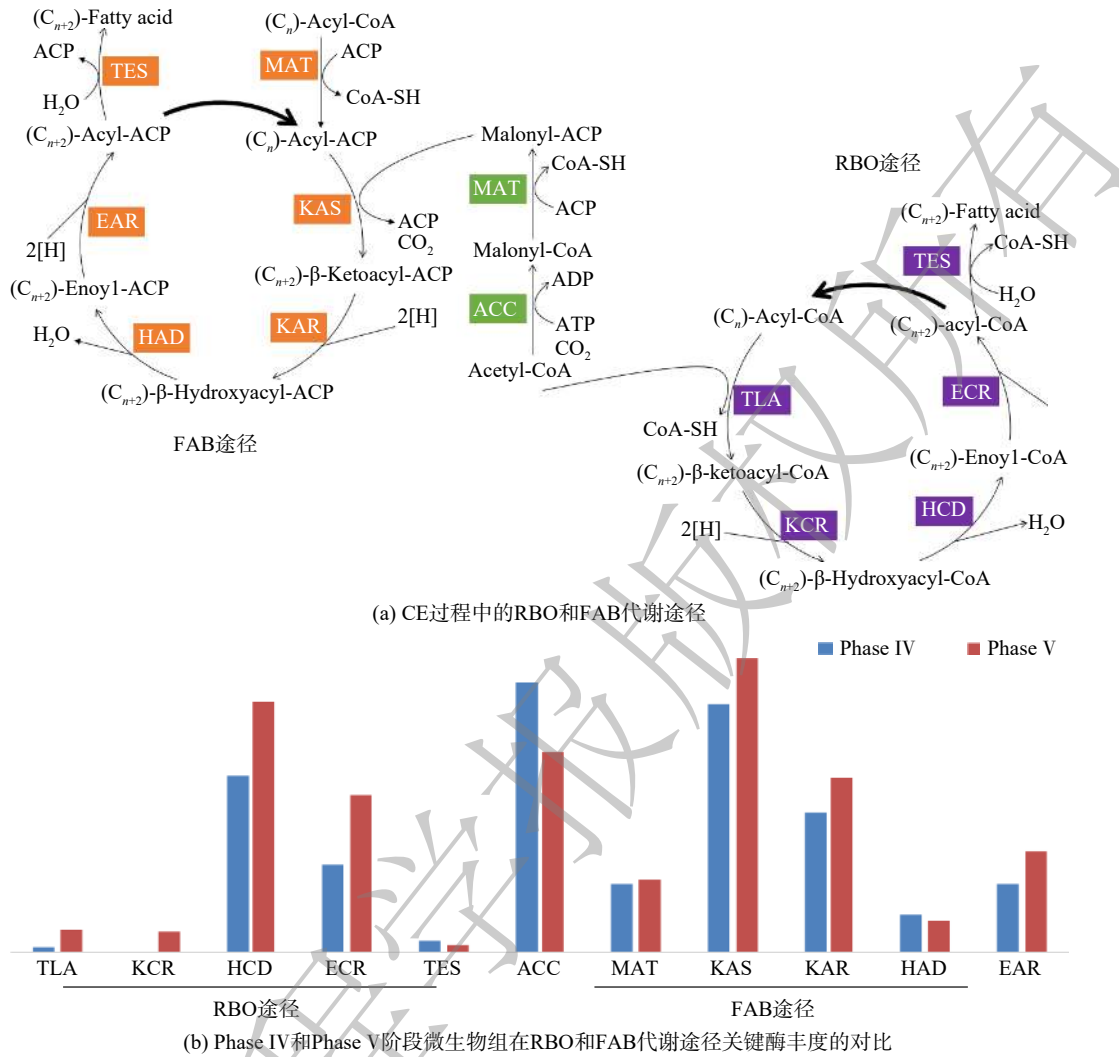 (Cn+2)-Fatty acid
ACP
TES
H2O
(Cn+2)-Acyl-ACP
EAR
2[H]
(Cn+2)-Enoy1-ACP
H2O
HAD
(Cn+2)-β-Hydroxyacyl-ACP
FAB途径
(Cn)-Acyl-CoA
MAT
ACP
CoA-SH
(Cn)-Acyl-ACP
KAS
ACP
CO2
(Cn+2)-β-Ketoacyl-ACP
KAR
2[H]
Malonyl-ACP
CoA-SH
MAT
ACP
Malonyl-CoA
ADP
ACC
ATP
CO2
Acetyl-CoA
RBO途径
(Cn+2)-Fatty acid
CoA-SH
TES
H2O
(Cn)-Acyl-CoA
(Cn+2)-acyl-CoA
TLA
ECR
CoA-SH
(Cn+2)-β-ketoacyl-CoA
(Cn+2)-Enoy1-CoA
HCD
2[H]
KCR
H2O
(Cn+2)-β-Hydroxyacyl-CoA
(a) CE过程中的RBO和FAB代谢途径
Phase IV
Phase V
TLA KCR HCD ECR TES ACC MAT KAS KAR HAD EAR
RBO途径 FAB途径
(b) Phase IV和Phase V阶段微生物组在RBO和FAB代谢途径关键酶丰度的对比
学报版权所有